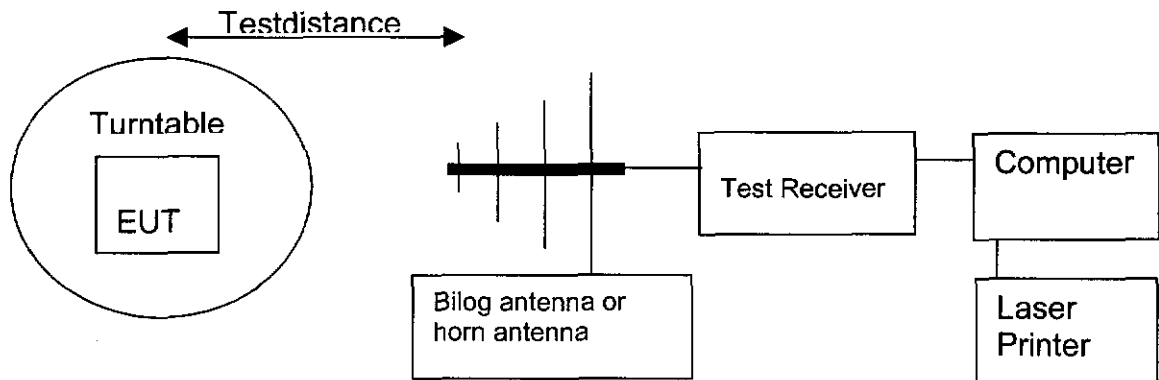 Testdistance
Turntable
EUT
Test Receiver
Computer
Bilog antenna or
horn antenna
Laser
Printer